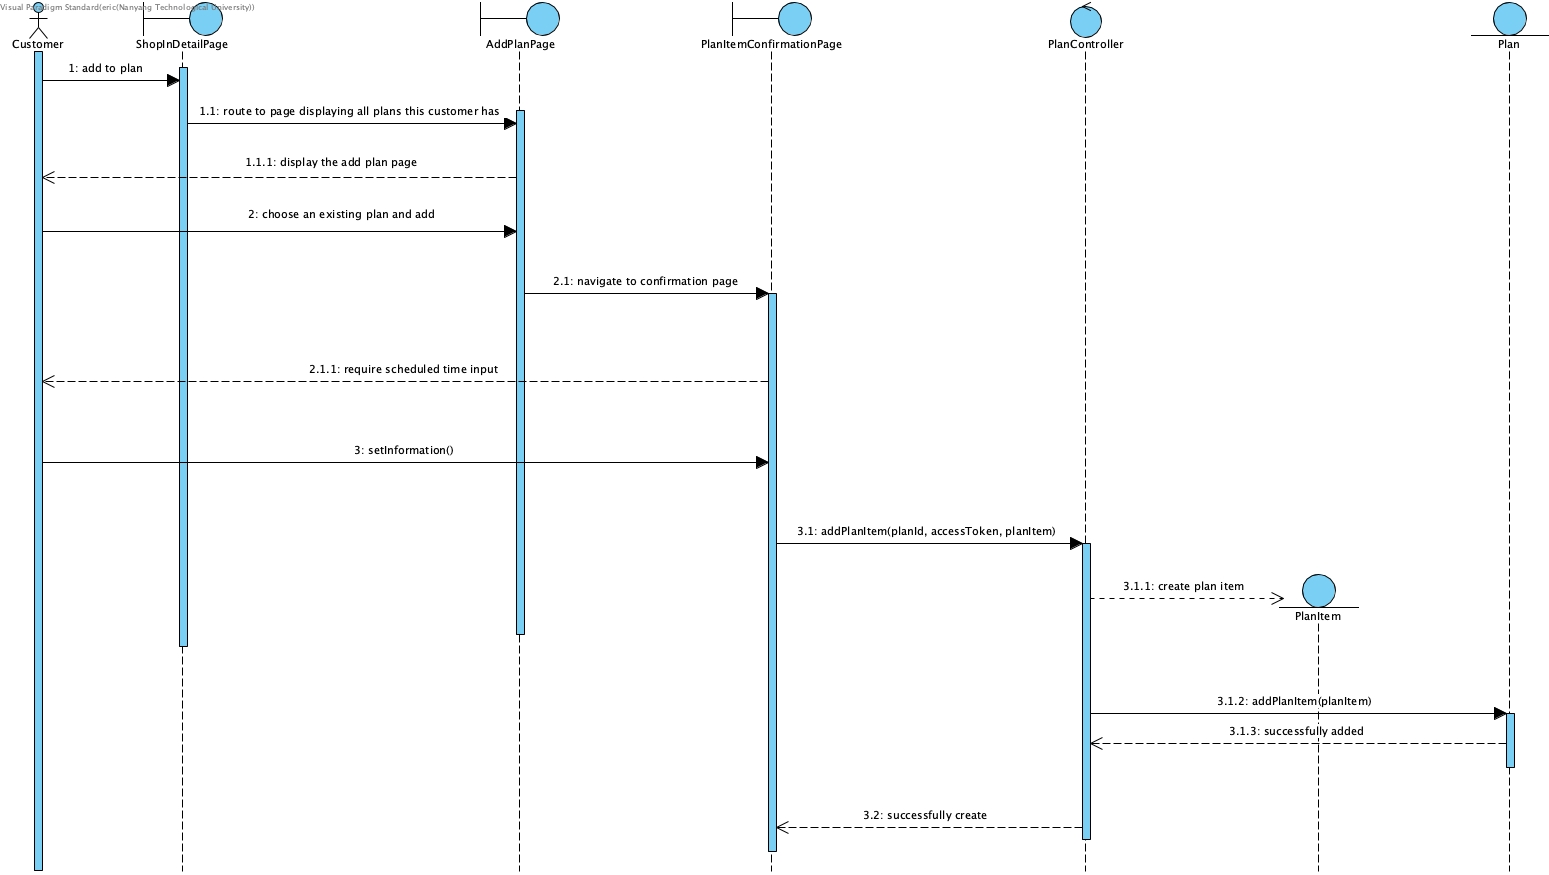 Visual Paradigm Standard(eric(Nanyang Technological University))
Customer
ShopInDetailPage
AddPlanPage
PlanItemConfirmationPage
PlanController
Plan
1: add to plan
1.1: route to page displaying all plans this customer has
1.1.1: display the add plan page
2: choose an existing plan and add
2.1: navigate to confirmation page
2.1.1: require scheduled time input
3: setInformation()
3.1: addPlanItem(planId, accessToken, planItem)
3.1.1: create plan item
PlanItem
3.1.2: addPlanItem(planItem)
3.1.3: successfully added
3.2: successfully create